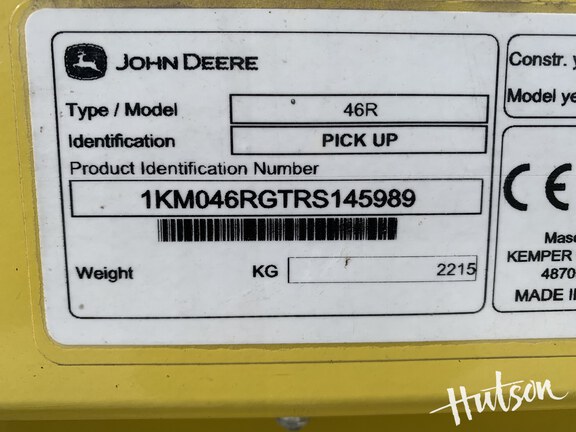 JOHN DEERE
Type / Model 46R
Identification PICK UP
Product Identification Number
1KM046RGTRS145989
Weight KG 2215
Constr. y
Model ye
CE
Masc
KEMPER
4870
MADE I
Hutson